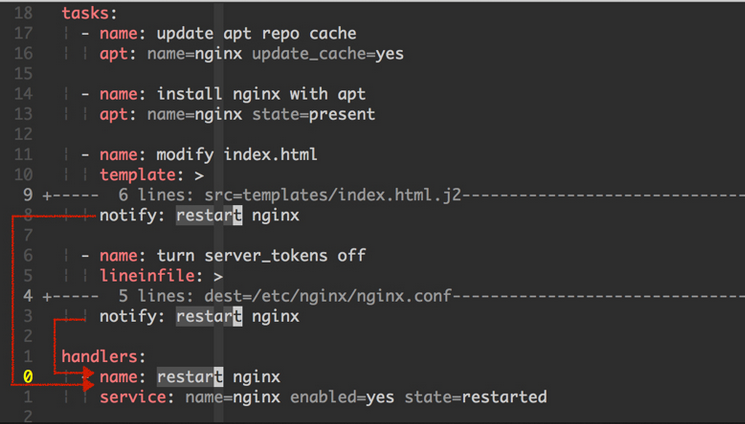 18 tasks:
17 - name: update apt repo cache
16 apt: name=nginx update_cache=yes
15
14 - name: install nginx with apt
13 apt: name=nginx state=present
12
11 - name: modify index.html
10 template: >
9 +----- 6 lines: src=templates/index.html.j2-----------------------------
8 notify: restart nginx
7
6 - name: turn server_tokens off
5 lineinfile: >
4 +----- 5 lines: dest=/etc/nginx/nginx.conf------------------------------
3 notify: restart nginx
2
1 handlers:
0 - name: restart nginx
1 service: name=nginx enabled=yes state=restarted
2